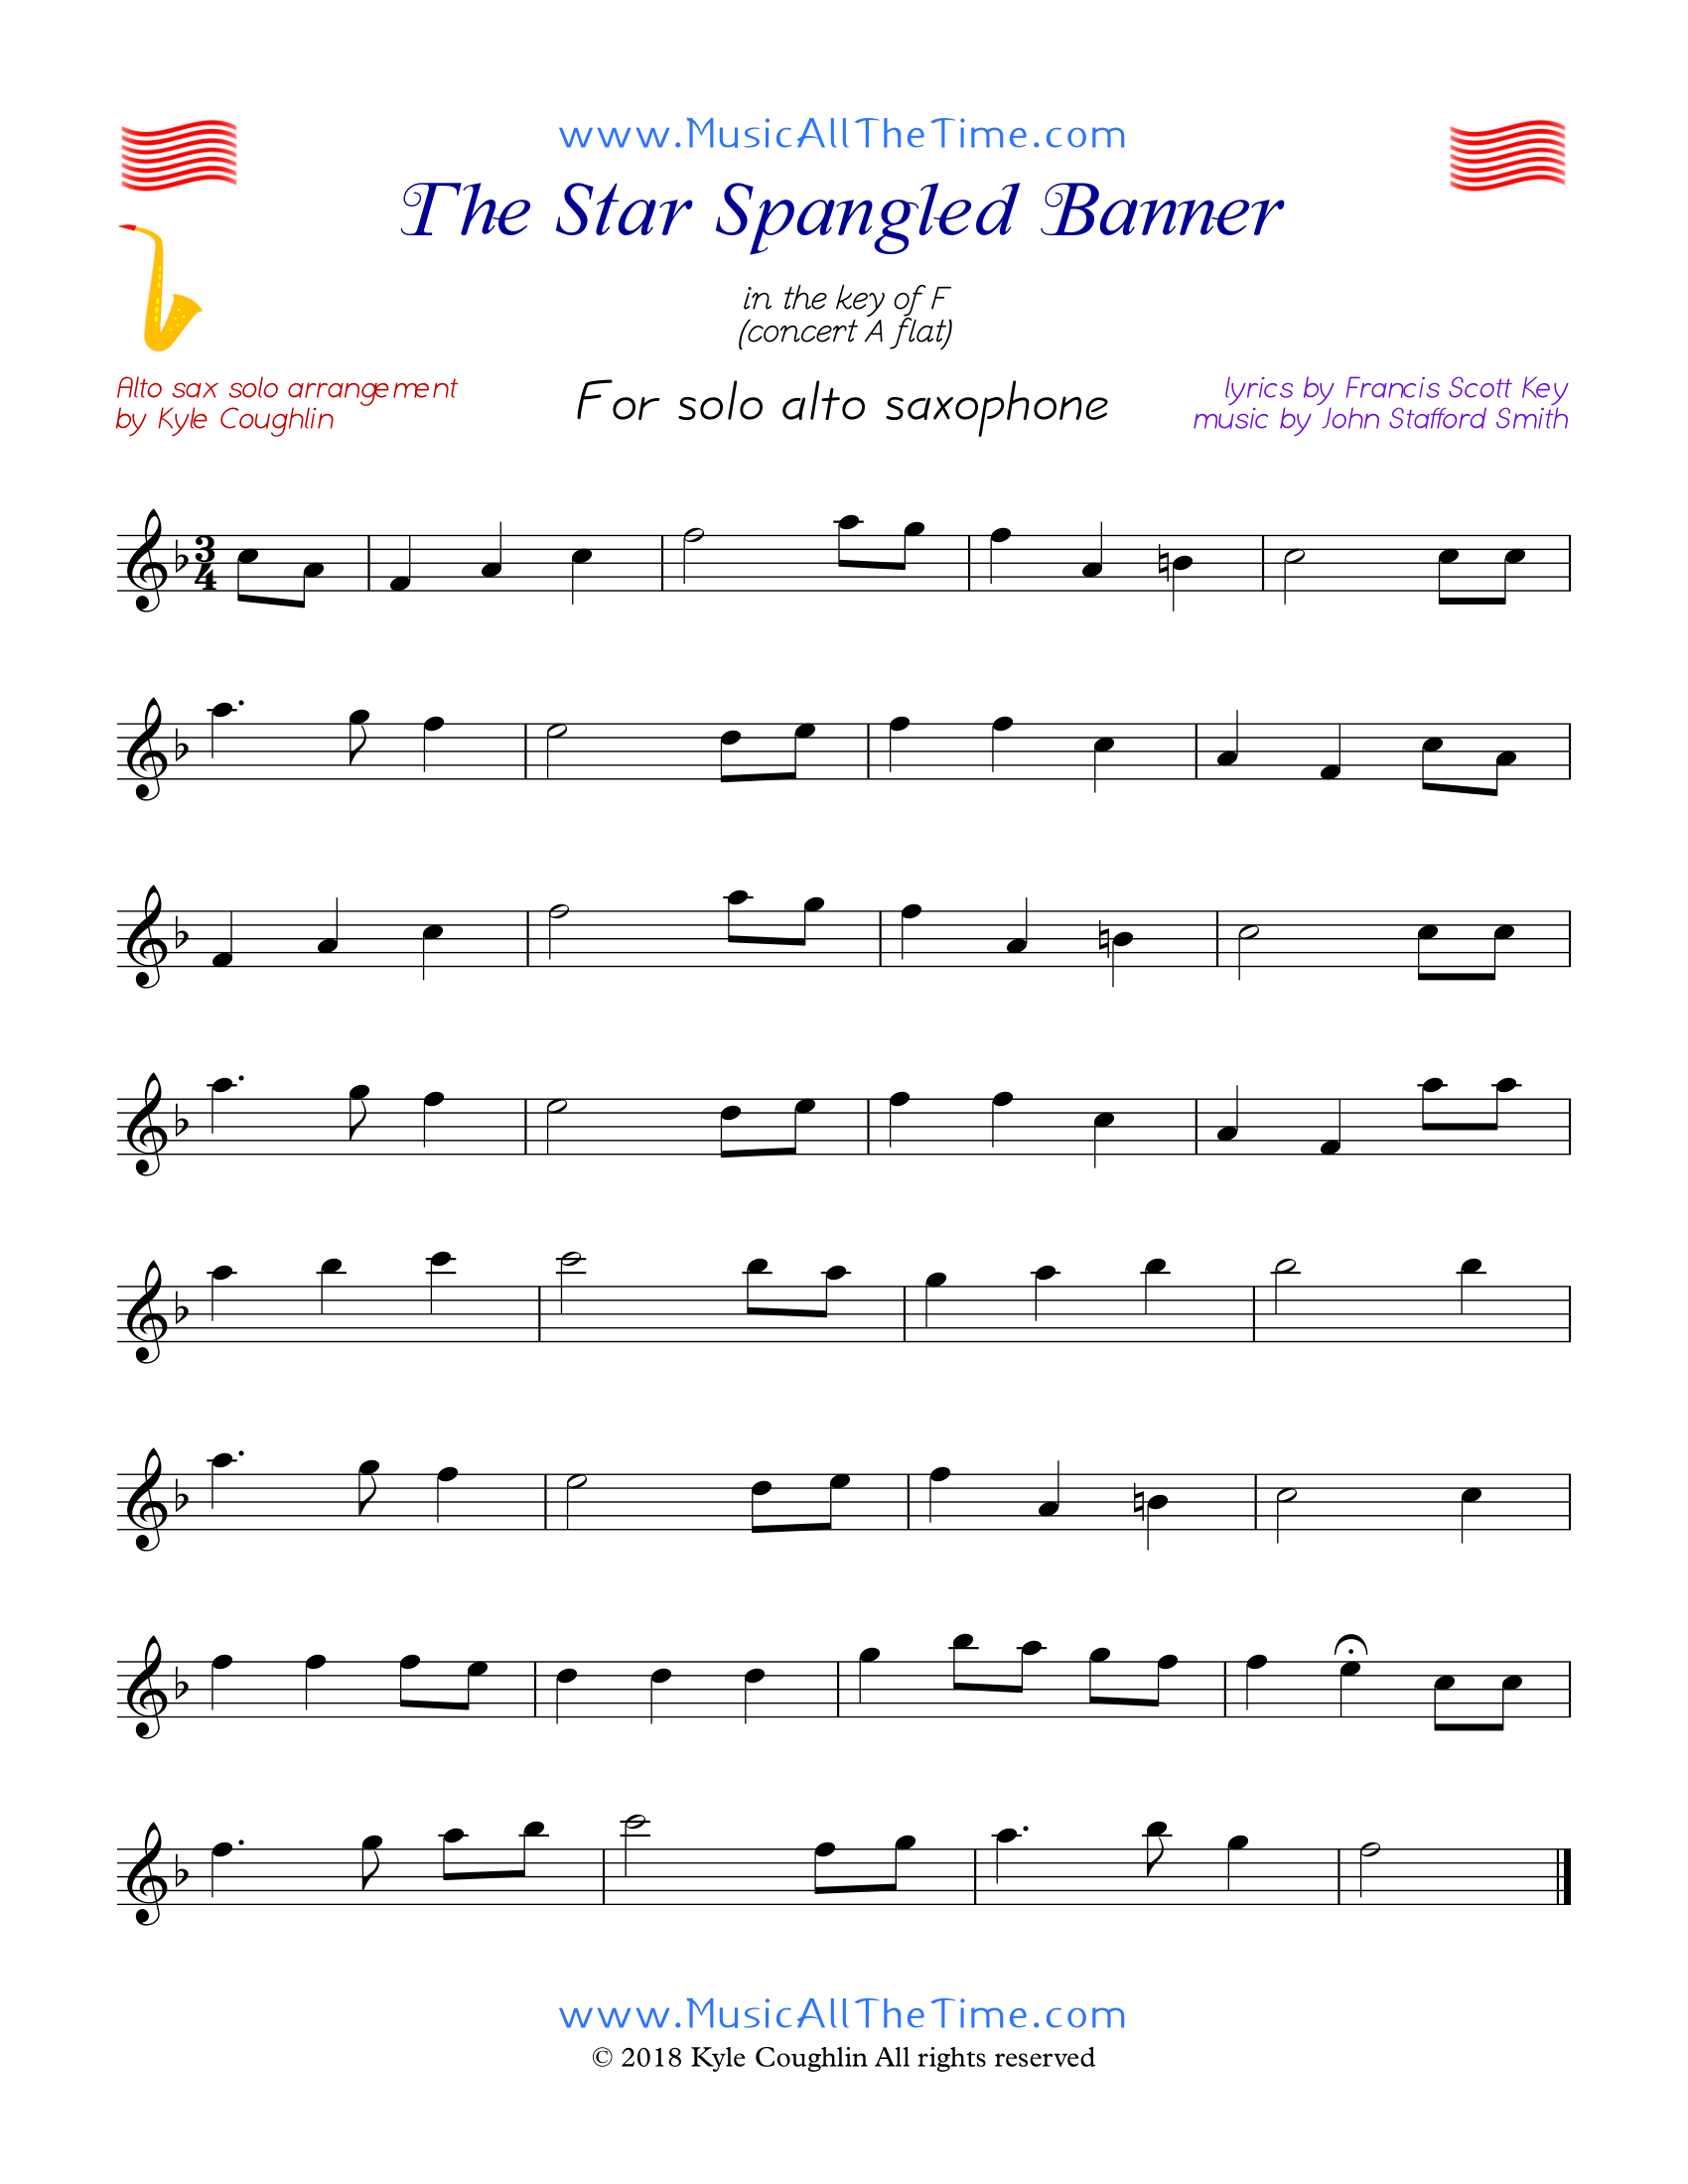 www.MusicAllTheTime.com
The Star Spangled Banner
in the key of F
(concert A flat)
Alto sax solo arrangement
by Kyle Coughlin
For solo alto saxophone
lyrics by Francis Scott Key
music by John Stafford Smith
3
4
www.MusicAllTheTime.com
© 2018 Kyle Coughlin All rights reserved